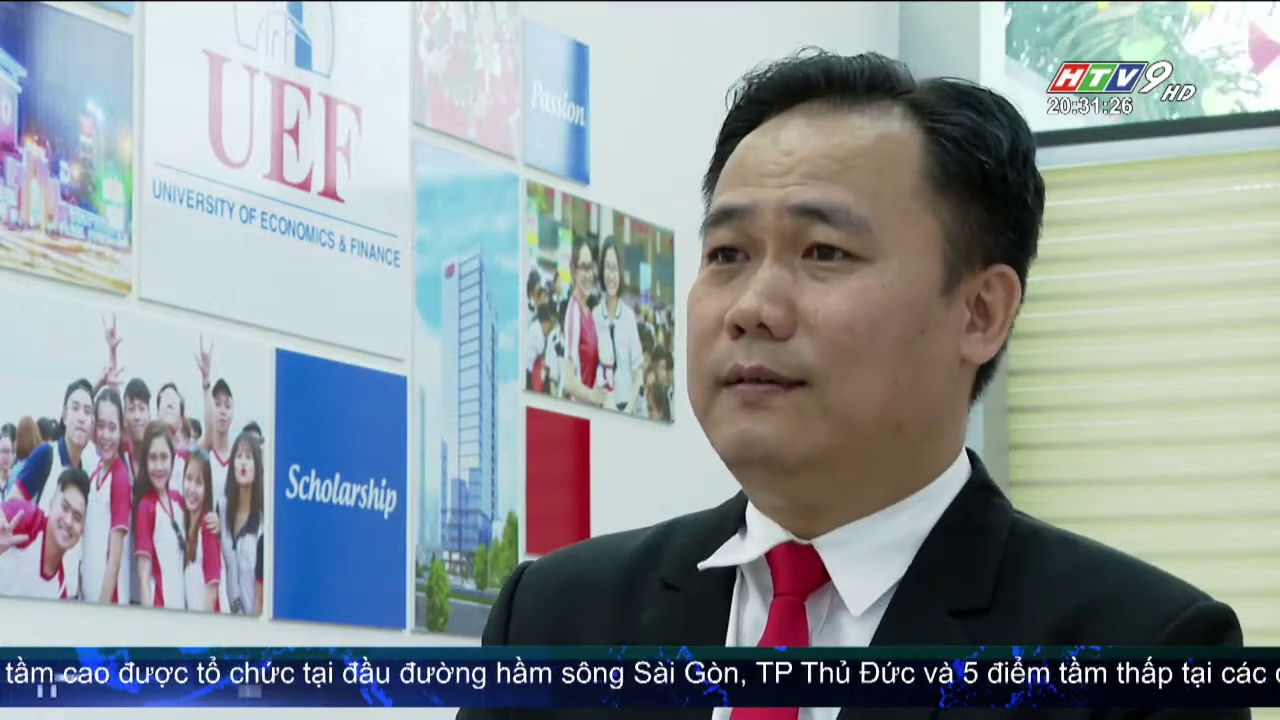 UEF
UNIVERSITY OF ECONOMICS & FINANCE
Passion
HTV9 HD
20:31:26
Scholarship
tầm cao được tổ chức tại đầu đường hầm sông Sài Gòn, TP Thủ Đức và 5 điểm tầm thấp tại các